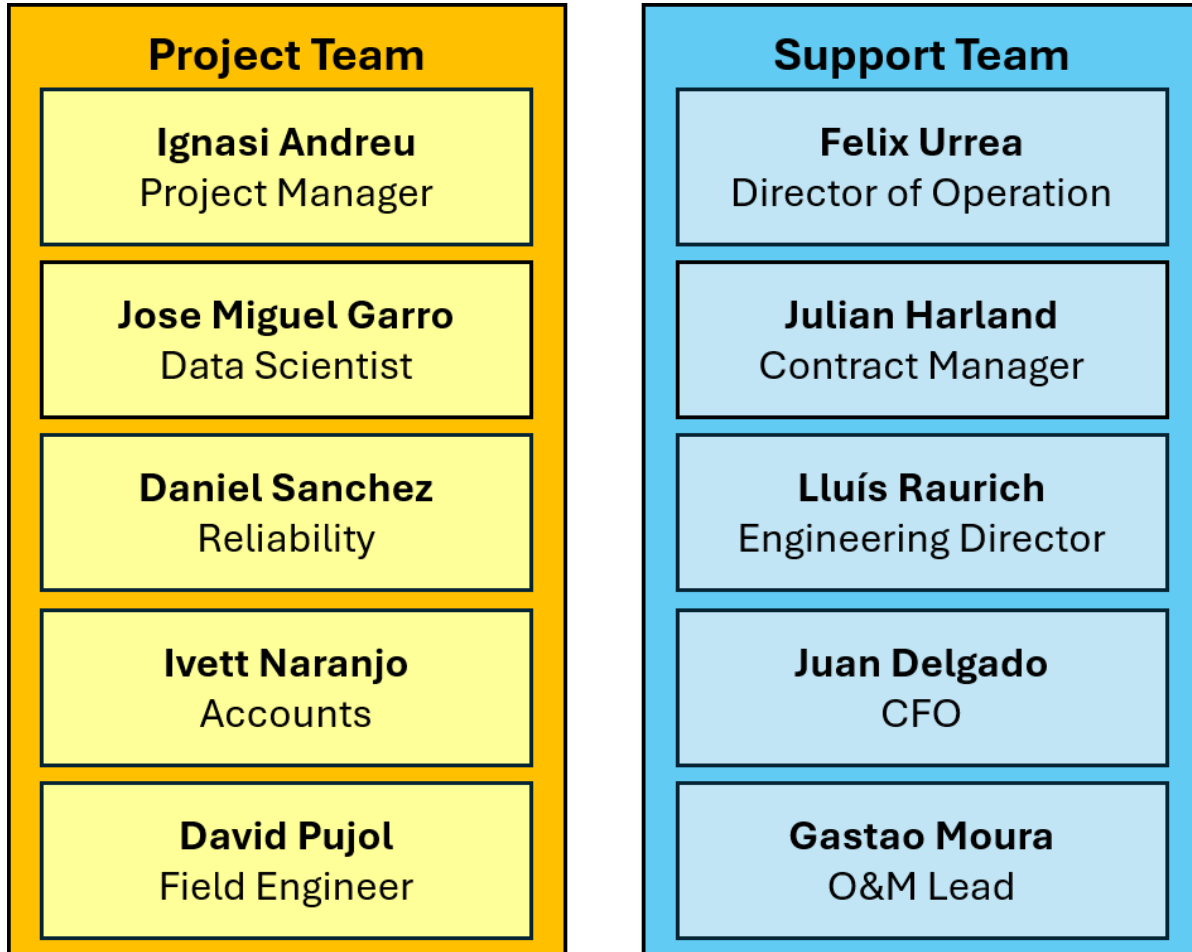 Project Team
Ignasi Andreu
Project Manager
Jose Miguel Garro
Data Scientist
Daniel Sanchez
Reliability
Ivett Naranjo
Accounts
David Pujol
Field Engineer
Support Team
Felix Urrea
Director of Operation
Julian Harland
Contract Manager
Lluís Raurich
Engineering Director
Juan Delgado
CFO
Gastao Moura
O&M Lead